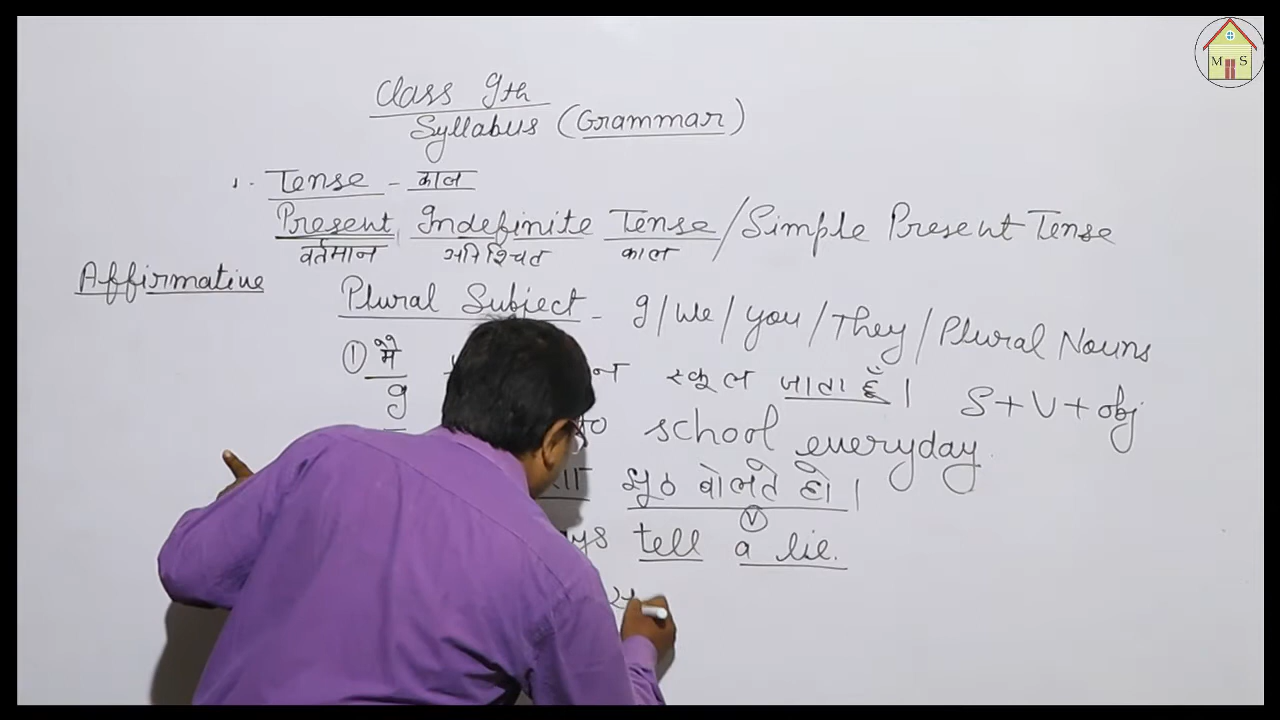 M S
Class 9th
Syllabus (Grammar)
1. Tense - काल
Present Indefinite Tense / Simple Present Tense
वर्तमान अनिश्चित काल
Affirmative
Plural Subject - I / We / you / They / Plural Nouns
① मैं स्कूल जाता हूँ।
I to school everyday.
S + V + obj
झूठ बोलते हो।
(V)
tell a lie.